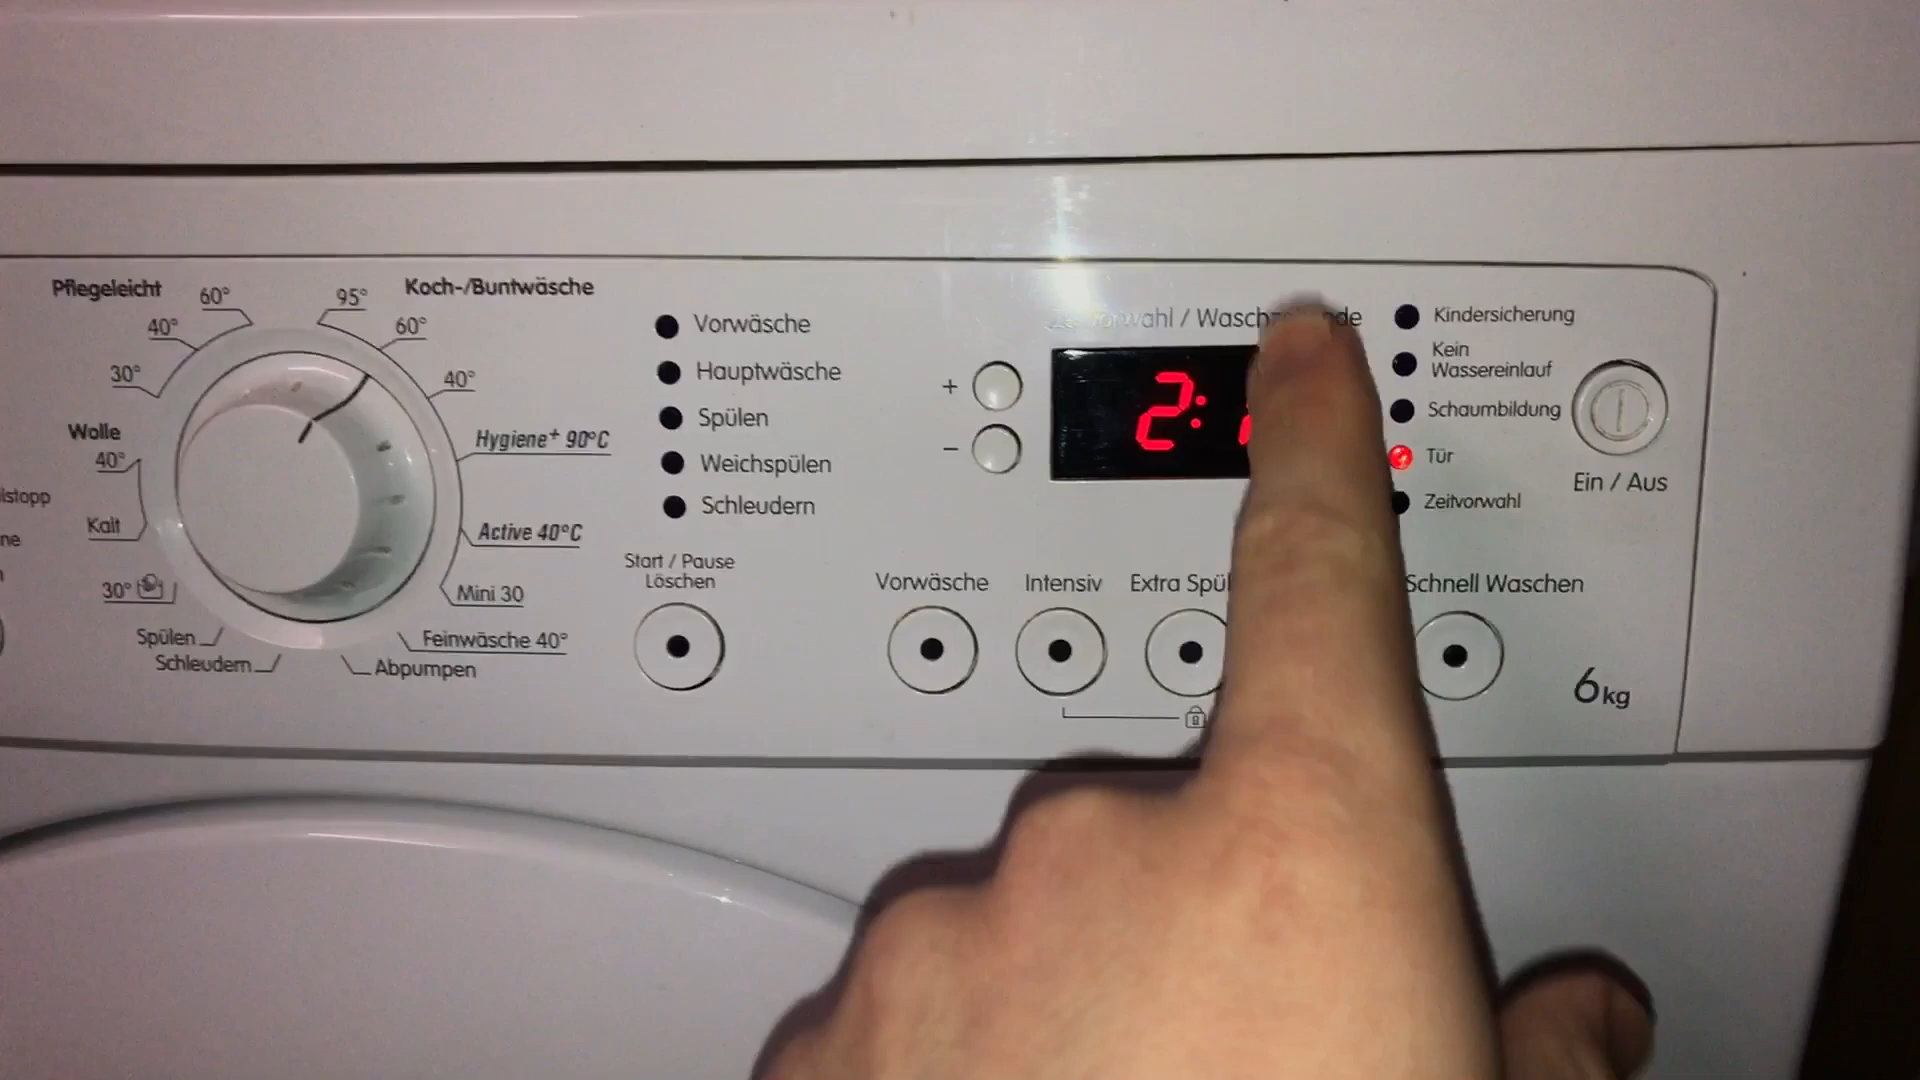 Pflegeleicht
60°
40°
30°
Wolle
40°
Kalt
30°
Spülen
Schleudern
95°
Koch-/Buntwäsche
60°
40°
Hygiene+ 90°C
Active 40°C
Mini 30
Feinwäsche 40°
Abpumpen
Vorwäsche
Hauptwäsche
Spülen
Weichspülen
Schleudern
Start / Pause
Löschen
+
−
2:
Kindersicherung
Kein
Wassereinlauf
Schaumbildung
Tür
Zeitvorwahl
Ein / Aus
Vorwäsche
Intensiv
Extra
Schnell Waschen
6kg